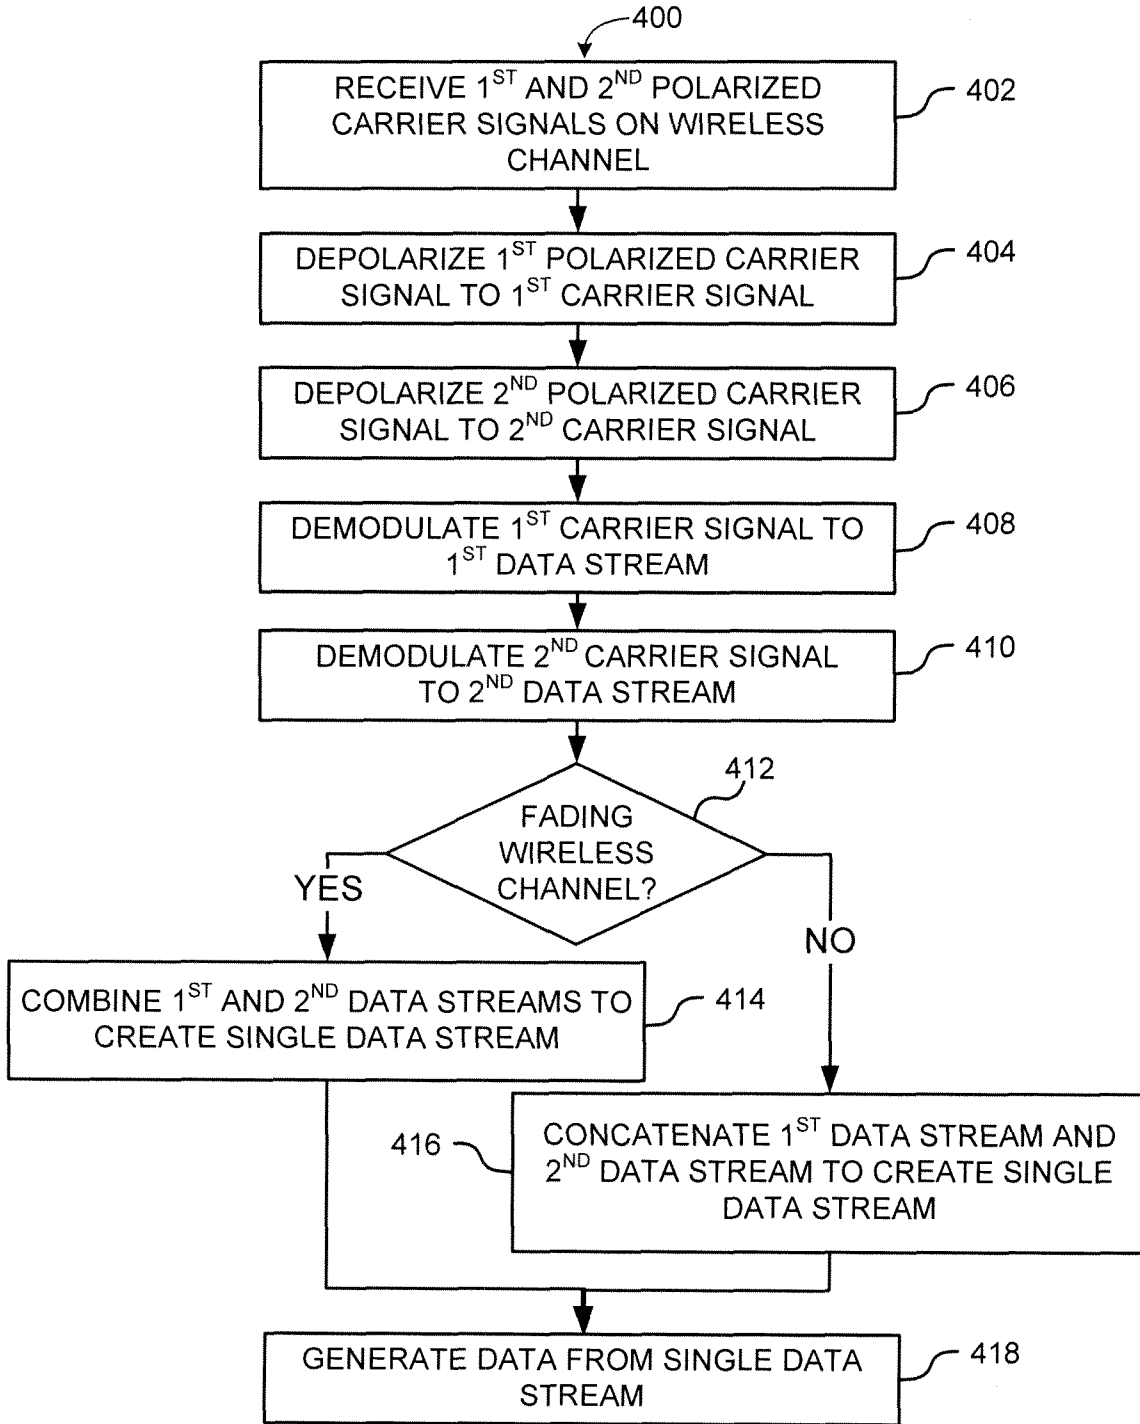 400
RECEIVE 1ST AND 2ND POLARIZED
CARRIER SIGNALS ON WIRELESS
CHANNEL
402
DEPOLARIZE 1ST POLARIZED CARRIER
SIGNAL TO 1ST CARRIER SIGNAL
404
DEPOLARIZE 2ND POLARIZED CARRIER
SIGNAL TO 2ND CARRIER SIGNAL
406
DEMODULATE 1ST CARRIER SIGNAL TO
1ST DATA STREAM
408
DEMODULATE 2ND CARRIER SIGNAL
TO 2ND DATA STREAM
410
412
FADING
WIRELESS
CHANNEL?
YES
NO
COMBINE 1ST AND 2ND DATA STREAMS TO
CREATE SINGLE DATA STREAM
414
416
CONCATENATE 1ST DATA STREAM AND
2ND DATA STREAM TO CREATE SINGLE
DATA STREAM
GENERATE DATA FROM SINGLE DATA
STREAM
418